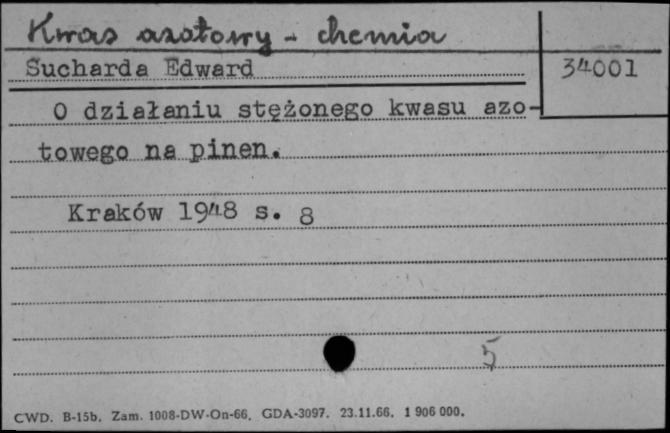 Kwas azotowy - chemia
Sucharda Edward
34001
O działaniu stężonego kwasu azo-
towego na pinen.
Kraków 1948 s. 8
5
CWD. B-15b. Zam. 1008-DW-On-66. GDA-3097. 23.11.66. 1 906 000.